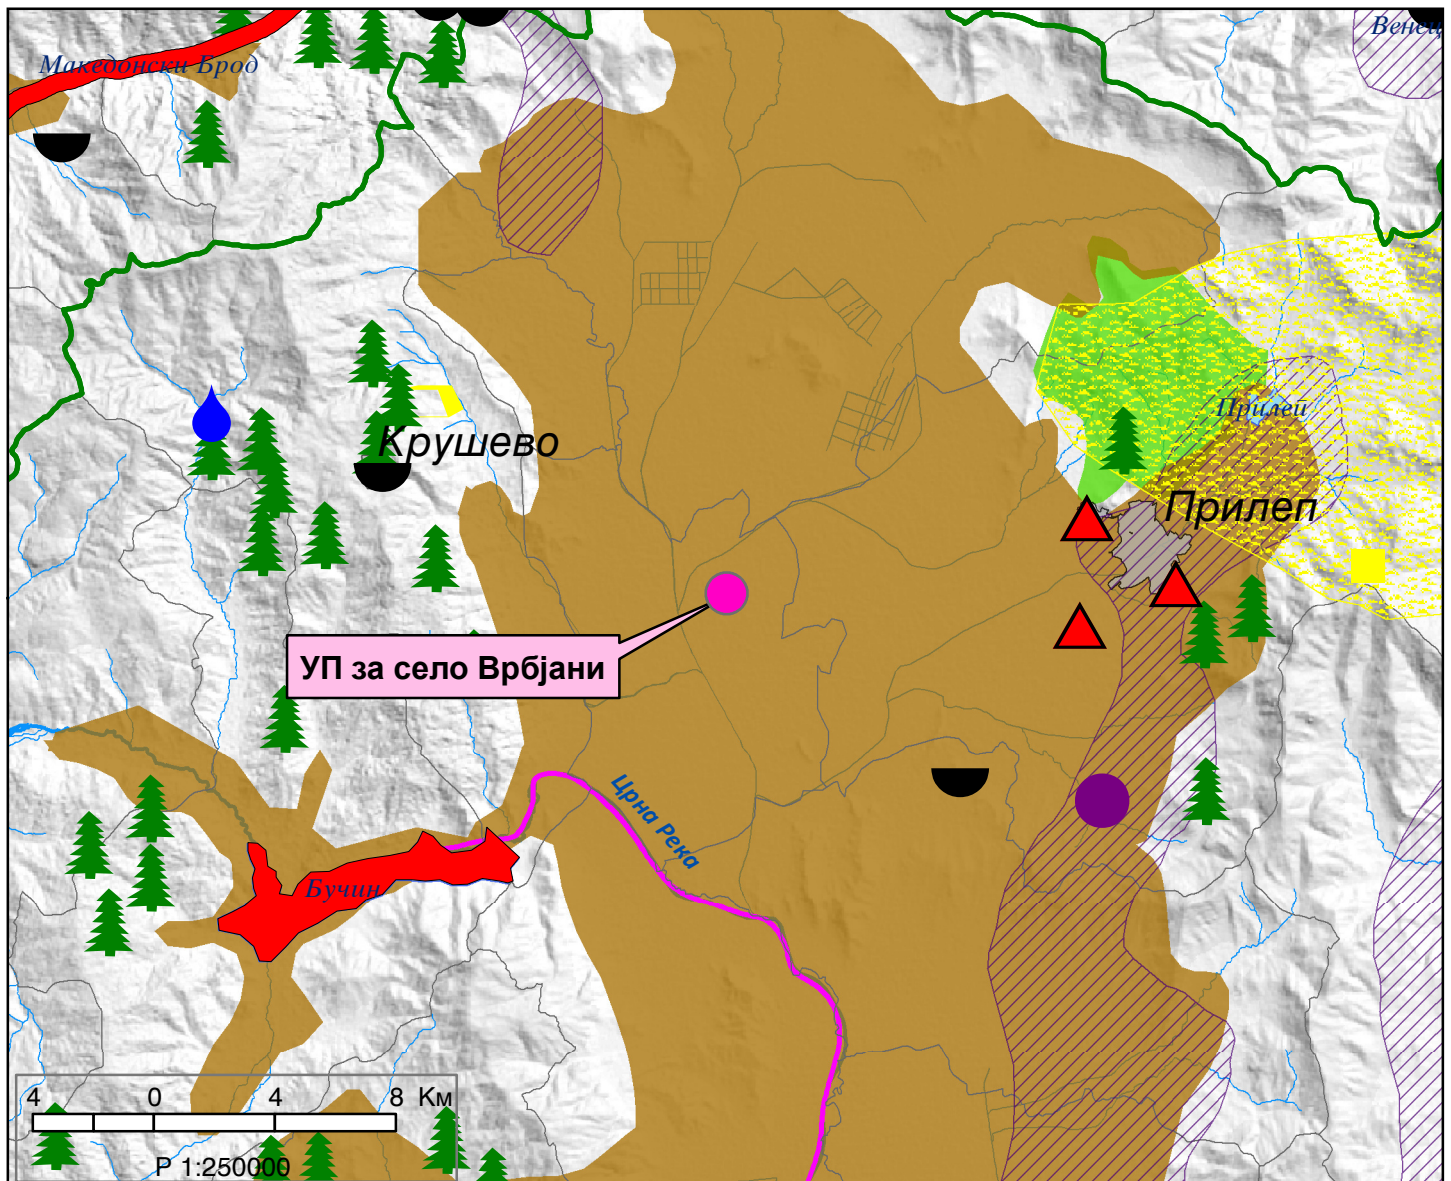 Венец
Македонски Брод
Прилеп
Крушево
Прилеп
УП за село Врбјани
Црна Река
Бучин
4 0 4 8 Км
Р 1:250000